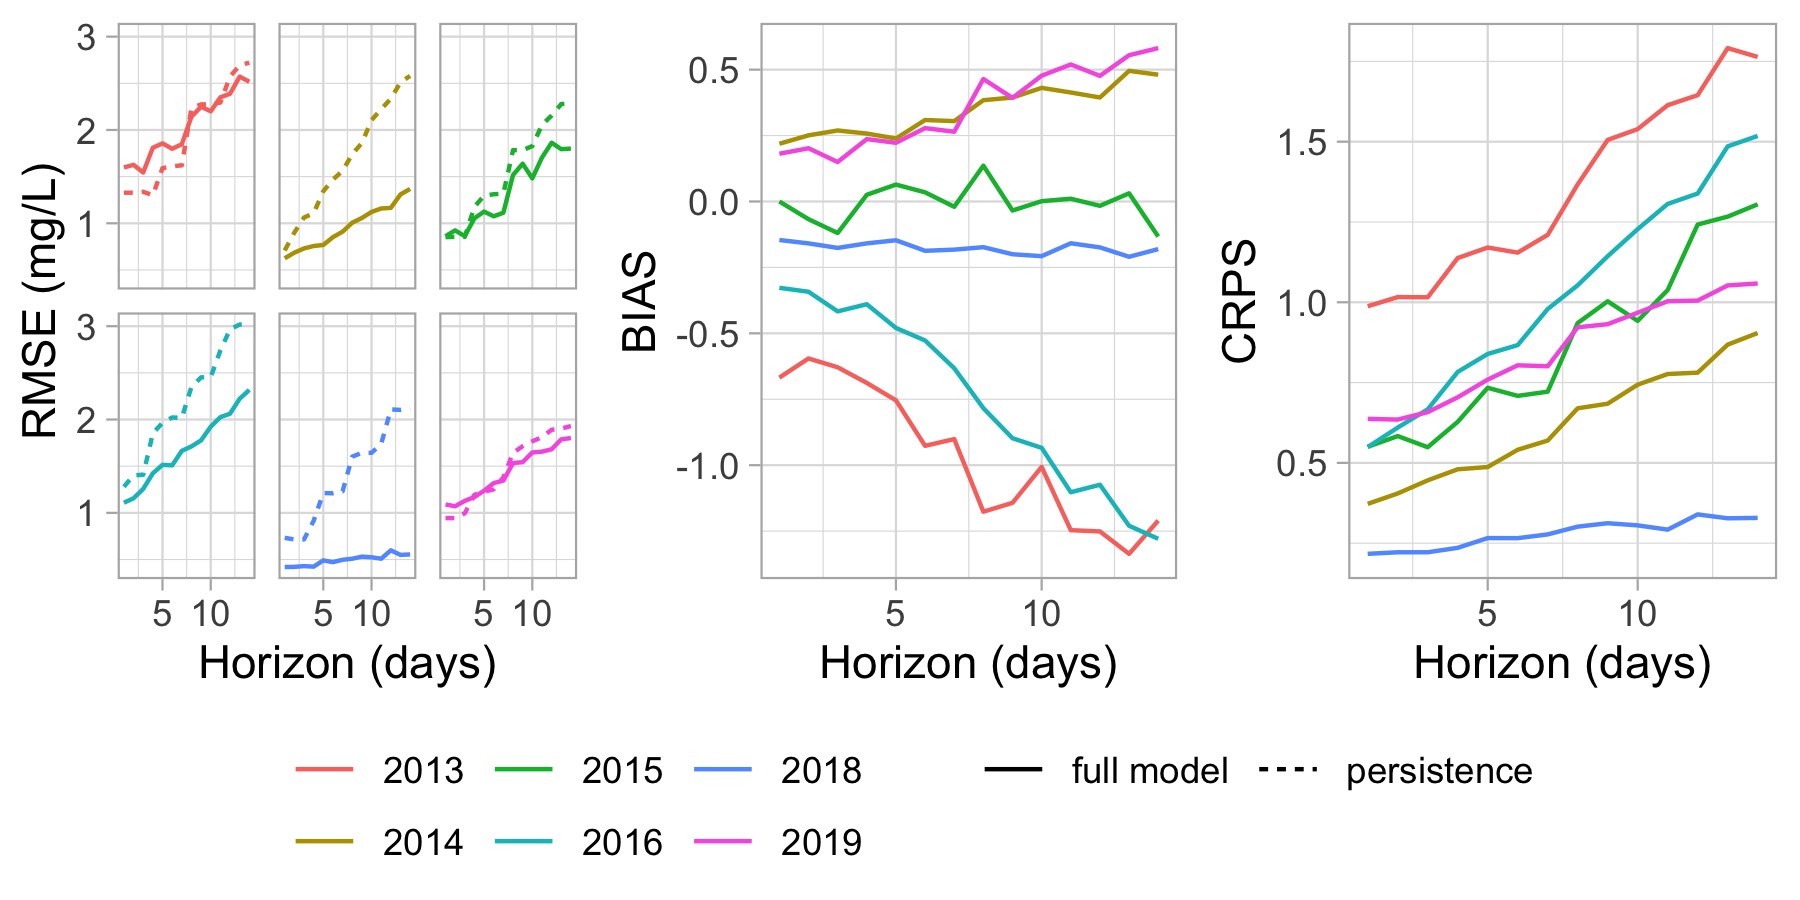 RMSE (mg/L)
3
2
1
3
2
1
5 10 5 10 5 10
Horizon (days)
BIAS
0.5
0.0
-0.5
-1.0
5 10
Horizon (days)
CRPS
1.5
1.0
0.5
5 10
Horizon (days)
2013 2015 2018 full model persistence
2014 2016 2019